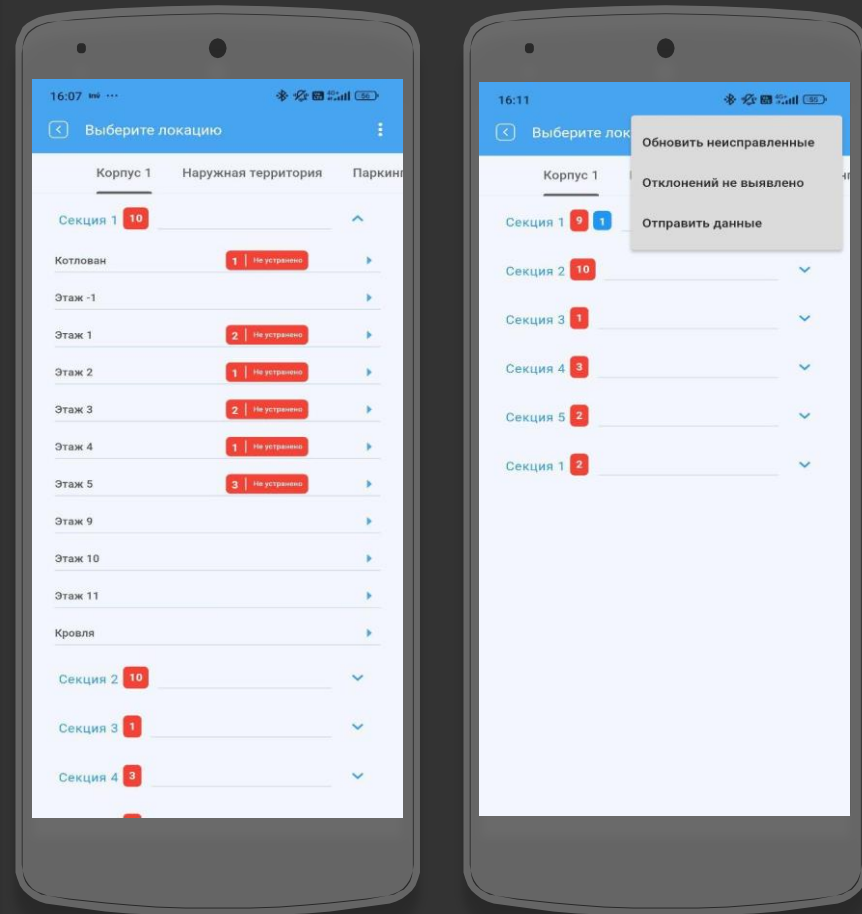 16:07
56
Выберите локацию
Корпус 1 Наружная территория Паркинг
Секция 1 10
Котлован 1 Не устранено
Этаж -1
Этаж 1 2 Не устранено
Этаж 2 1 Не устранено
Этаж 3 2 Не устранено
Этаж 4 1 Не устранено
Этаж 5 3 Не устранено
Этаж 9
Этаж 10
Этаж 11
Кровля
Секция 2 10
Секция 3 1
Секция 4 3
16:11
55
Выберите лок
Обновить неисправленные
Отклонений не выявлено
Отправить данные
Корпус 1
Секция 1 9 1
Секция 2 10
Секция 3 1
Секция 4 3
Секция 5 2
Секция 1 2